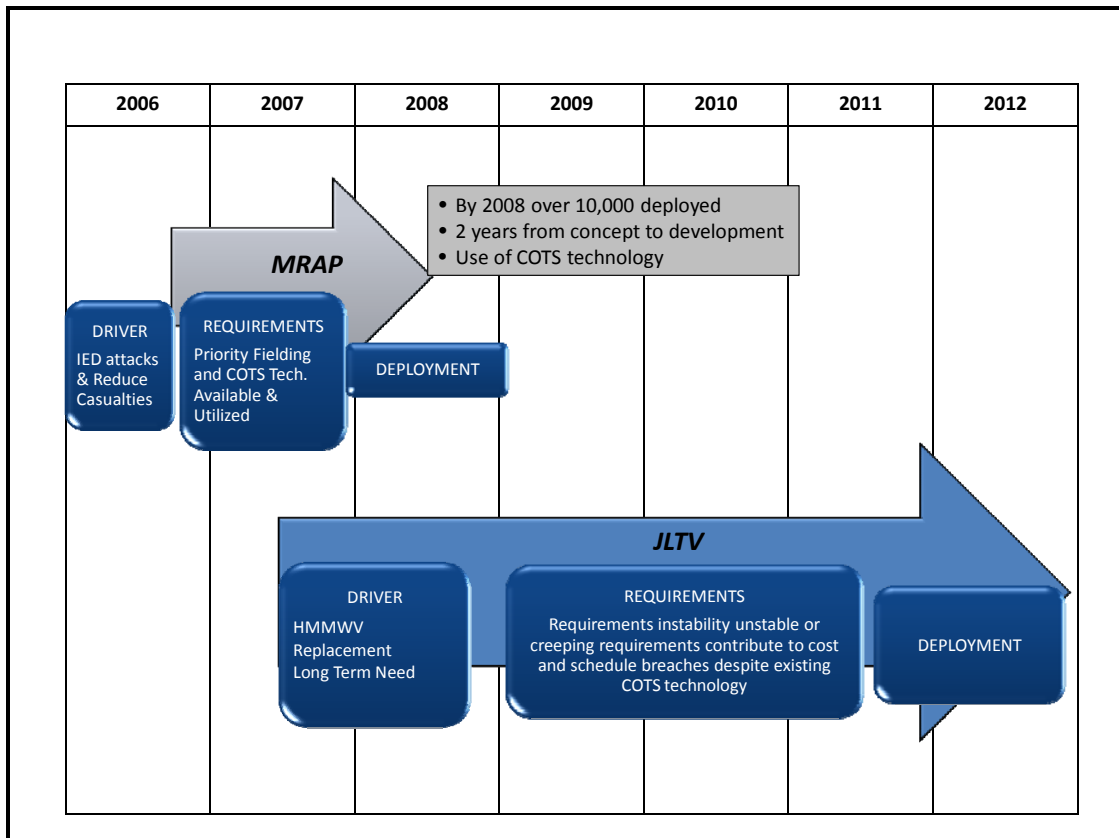 2006 2007 2008 2009 2010 2011 2012
• By 2008 over 10,000 deployed
• 2 years from concept to development
• Use of COTS technology
MRAP
DRIVER
IED attacks
& Reduce
Casualties
REQUIREMENTS
Priority Fielding
and COTS Tech.
Available &
Utilized
DEPLOYMENT
JLTV
DRIVER
HMMWV
Replacement
Long Term Need
REQUIREMENTS
Requirements instability unstable or
creeping requirements contribute to cost
and schedule breaches despite existing
COTS technology
DEPLOYMENT